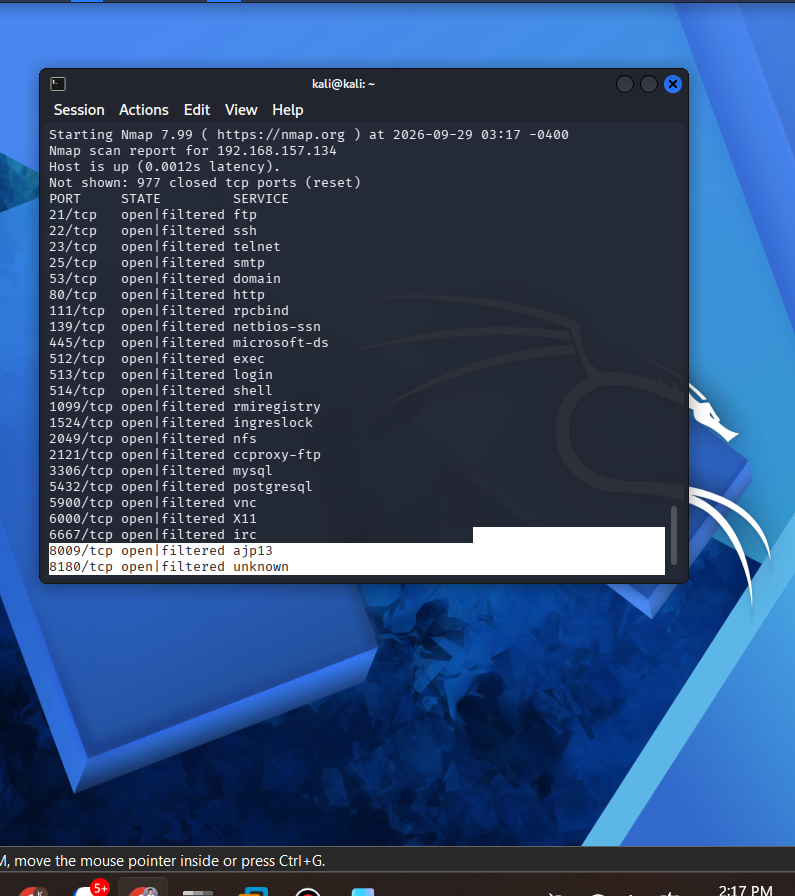 kali@kali: ~
Session Actions Edit View Help
Starting Nmap 7.99 ( https://nmap.org ) at 2026-09-29 03:17 -0400
Nmap scan report for 192.168.157.134
Host is up (0.0012s latency).
Not shown: 977 closed tcp ports (reset)
PORT     STATE         SERVICE
21/tcp   open|filtered ftp
22/tcp   open|filtered ssh
23/tcp   open|filtered telnet
25/tcp   open|filtered smtp
53/tcp   open|filtered domain
80/tcp   open|filtered http
111/tcp  open|filtered rpcbind
139/tcp  open|filtered netbios-ssn
445/tcp  open|filtered microsoft-ds
512/tcp  open|filtered exec
513/tcp  open|filtered login
514/tcp  open|filtered shell
1099/tcp open|filtered rmiregistry
1524/tcp open|filtered ingreslock
2049/tcp open|filtered nfs
2121/tcp open|filtered ccproxy-ftp
3306/tcp open|filtered mysql
5432/tcp open|filtered postgresql
5900/tcp open|filtered vnc
6000/tcp open|filtered X11
6667/tcp open|filtered irc
8009/tcp open|filtered ajp13
8180/tcp open|filtered unknown
, move the mouse pointer inside or press Ctrl+G.
5+
K
2:17 PM